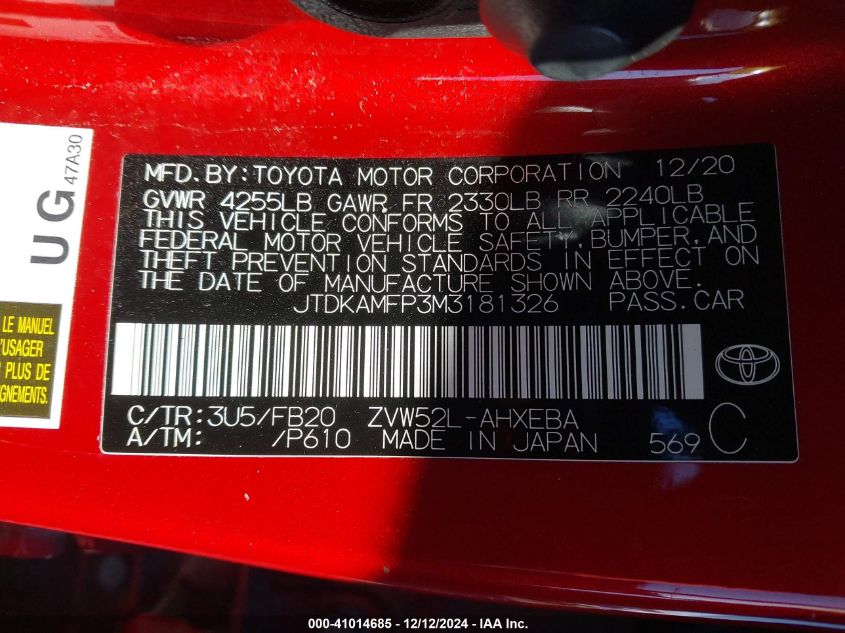 UG 47A30
LE MANUEL
'USAGER
PLUS DE
GNEMENTS.
MFD. BY: TOYOTA MOTOR CORPORATION 12/20
GVWR 4255LB GAWR FR 2330LB RR 2240LB
THIS VEHICLE CONFORMS TO ALL APPLICABLE
FEDERAL MOTOR VEHICLE SAFETY, BUMPER, AND
THEFT PREVENTION STANDARDS IN EFFECT ON
THE DATE OF MANUFACTURE SHOWN ABOVE.
JTDKAMFP3M3181326 PASS. CAR
C/TR: 3U5/FB20 ZVW52L-AHXEBA
A/TM: /P610 MADE IN JAPAN 569 C
000-41014685 - 12/12/2024 - IAA Inc.